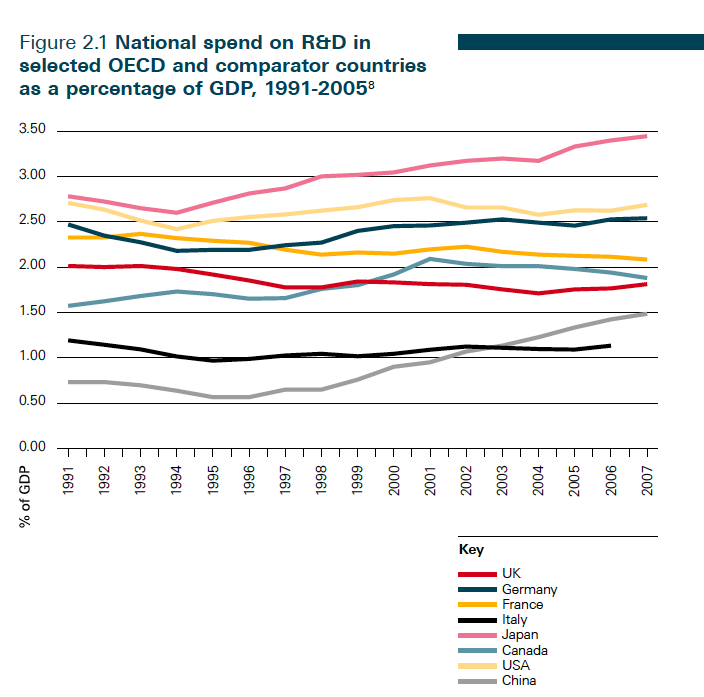 Figure 2.1 National spend on R&D in
selected OECD and comparator countries
as a percentage of GDP, 1991-2005⁸
3.50
3.00
2.50
2.00
1.50
1.00
0.50
0.00
% of GDP
1991
1992
1993
1994
1995
1996
1997
1998
1999
2000
2001
2002
2003
2004
2005
2006
2007
Key
UK
Germany
France
Italy
Japan
Canada
USA
China